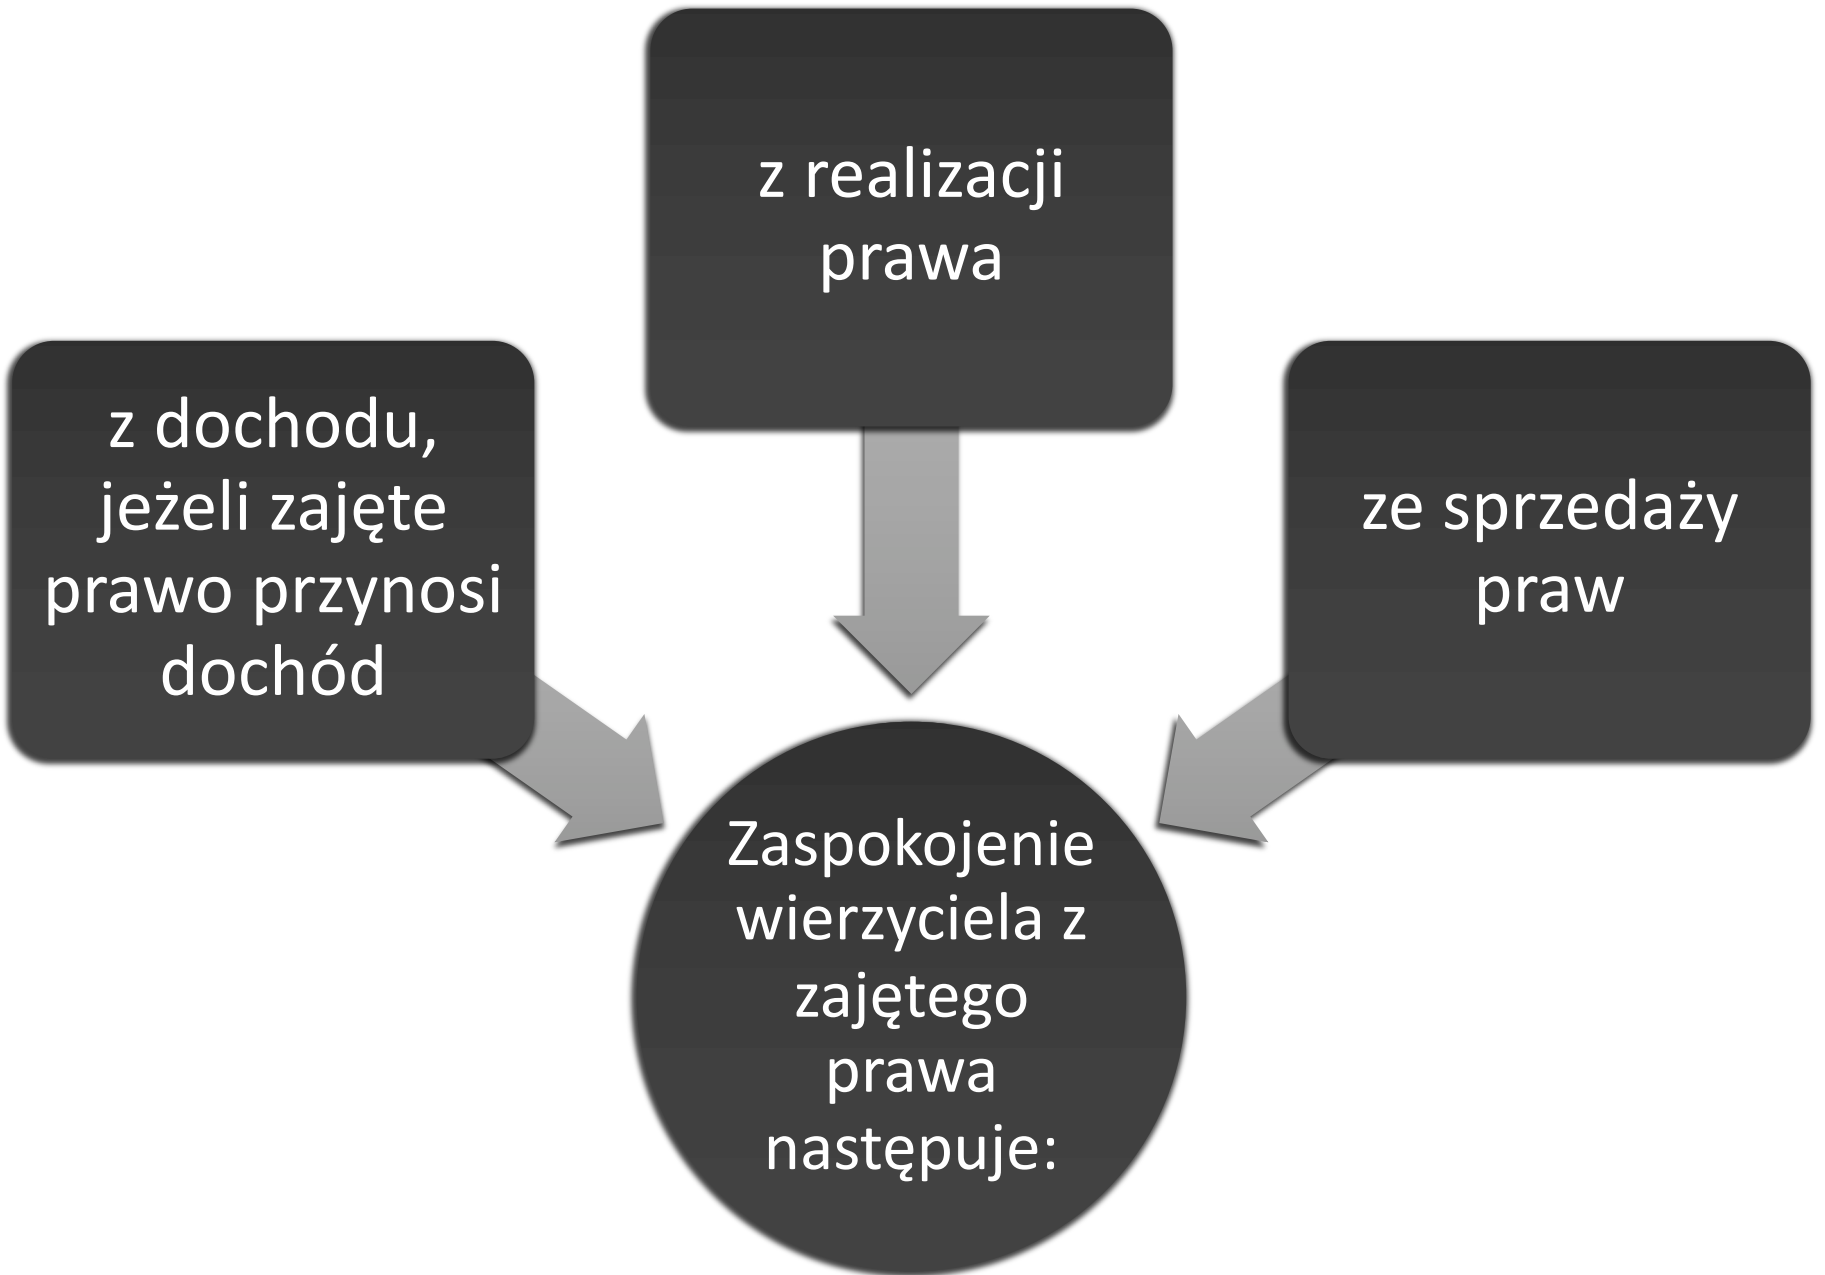 z realizacji
prawa
z dochodu,
jeżeli zajęte
prawo przynosi
dochód
ze sprzedaży
praw
Zaspokojenie
wierzyciela z
zajętego
prawa
następuje: